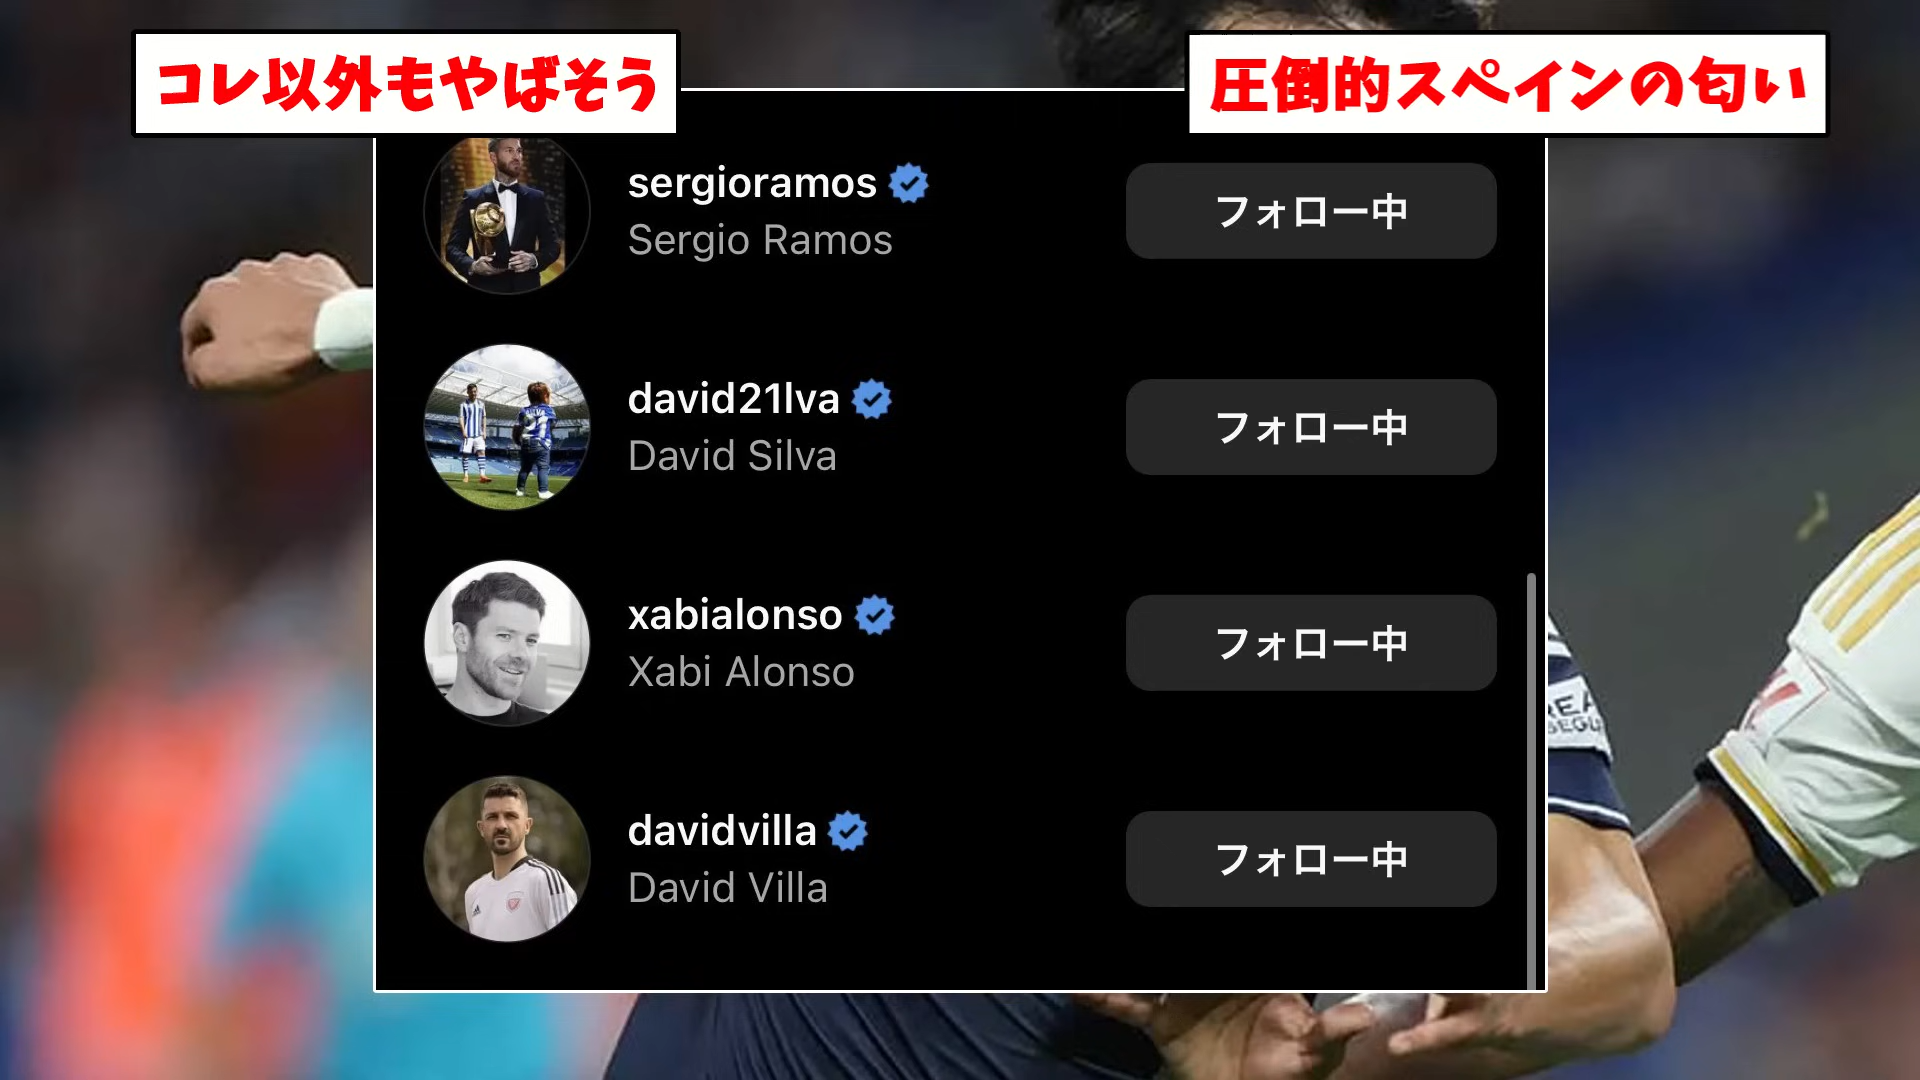 コレ以外もやばそう
圧倒的スペインの匂い
sergioramos
Sergio Ramos
フォロー中
david21lva
David Silva
フォロー中
xabialonso
Xabi Alonso
フォロー中
davidvilla
David Villa
フォロー中